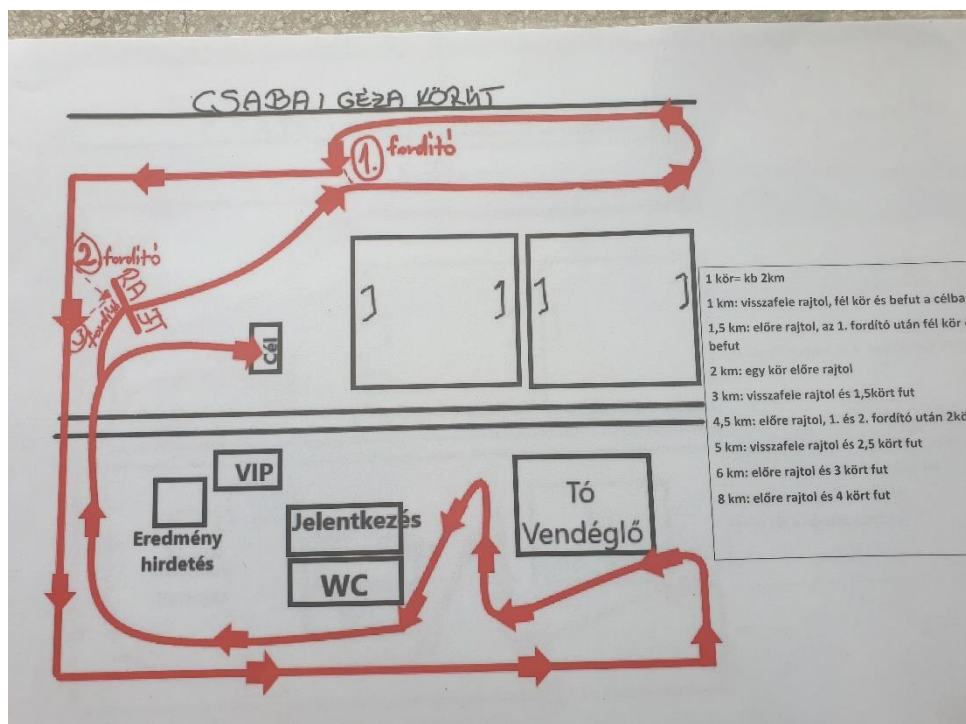 CSABAI GÉZA KÖRÚT
1. fordító
2 fordító
RAJT
3 fordító
Cél
VIP
Eredmény
hirdetés
Jelentkezés
WC
Tó
Vendéglő
1 kör= kb 2km
1 km: visszafele rajtol, fél kör és befut a célba
1,5 km: előre rajtol, az 1. fordító után fél kör
befut
2 km: egy kör előre rajtol
3 km: visszafele rajtol és 1,5kört fut
4,5 km: előre rajtol, 1. és 2. fordító után 2kö
5 km: visszafele rajtol és 2,5 kört fut
6 km: előre rajtol és 3 kört fut
8 km: előre rajtol és 4 kört fut